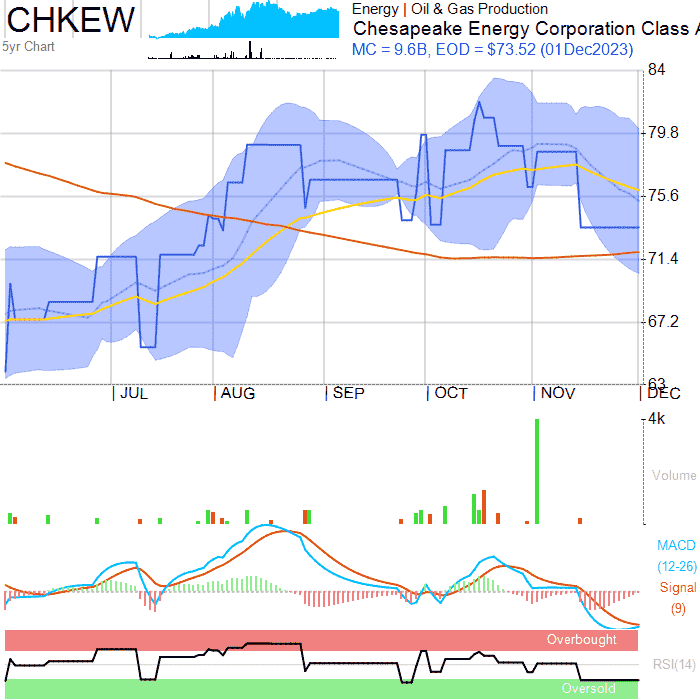 CHKEW
5yr Chart
Energy | Oil & Gas Production
Chesapeake Energy Corporation Class A
MC = 9.6B, EOD = $73.52 (01Dec2023)
84
79.8
75.6
71.4
67.2
63
JUL
AUG
SEP
OCT
NOV
DEC
4k
Volume
MACD
(12-26)
Signal
(9)
Overbought
RSI(14)
Oversold